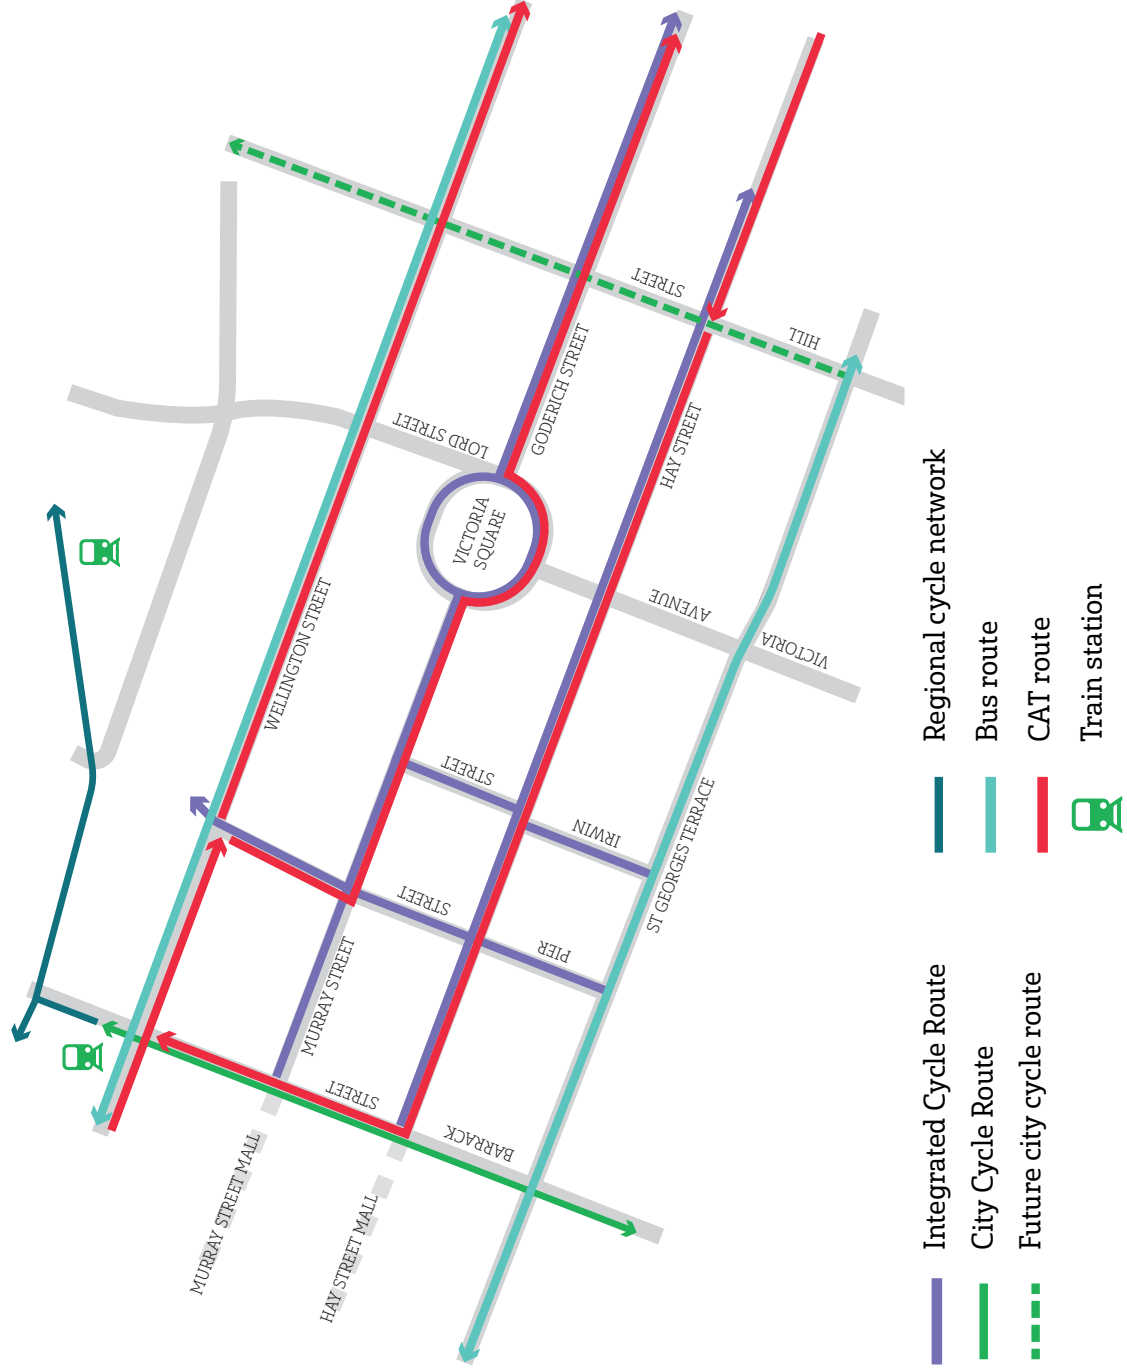 STREET
HILL
GODERICH STREET
LORD STREET
HAY STREET
VICTORIA
SQUARE
WELLINGTON STREET
AVENUE
VICTORIA
STREET
IRWIN
ST GEORGES TERRACE
STREET
PIER
MURRAY STREET
STREET
BARRACK
MURRAY STREET MALL
HAY STREET MALL
Integrated Cycle Route
City Cycle Route
Future city cycle route
Regional cycle network
Bus route
CAT route
Train station